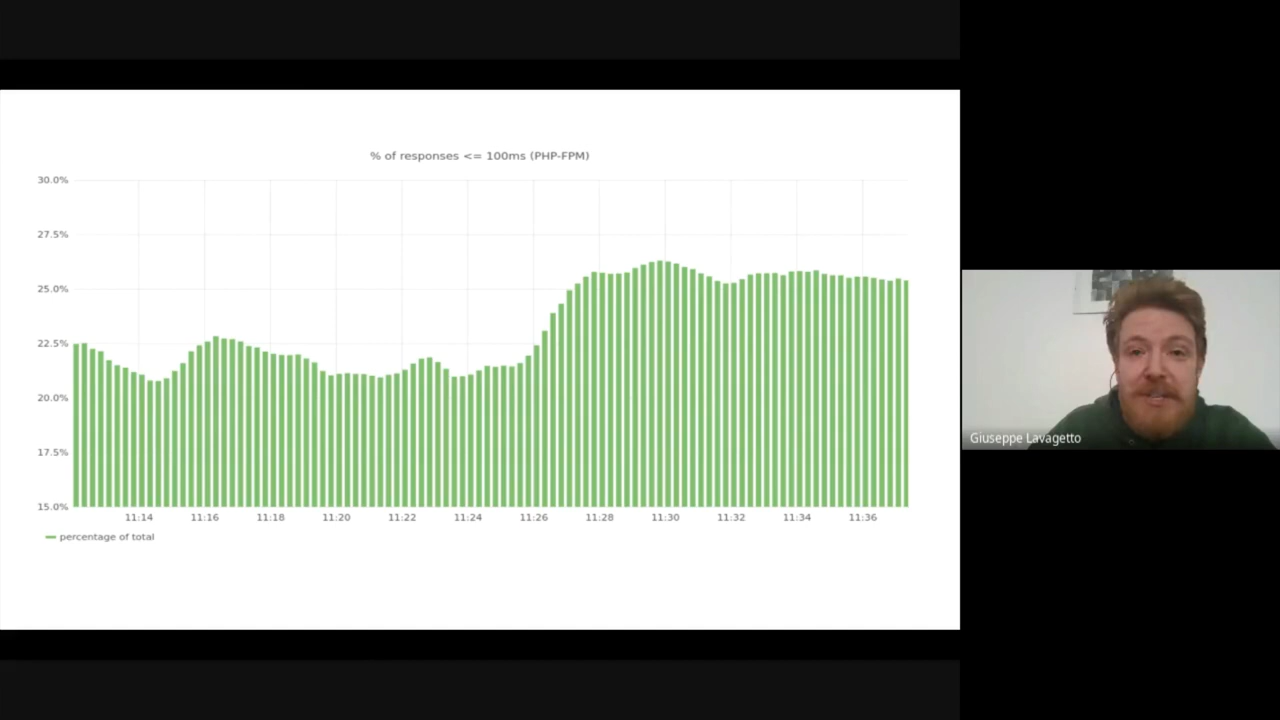 % of responses <= 100ms (PHP-FPM)
30.0%
27.5%
25.0%
22.5%
20.0%
17.5%
15.0%
11:14 11:16 11:18 11:20 11:22 11:24 11:26 11:28 11:30 11:32 11:34 11:36
percentage of total
Giuseppe Lavagetto